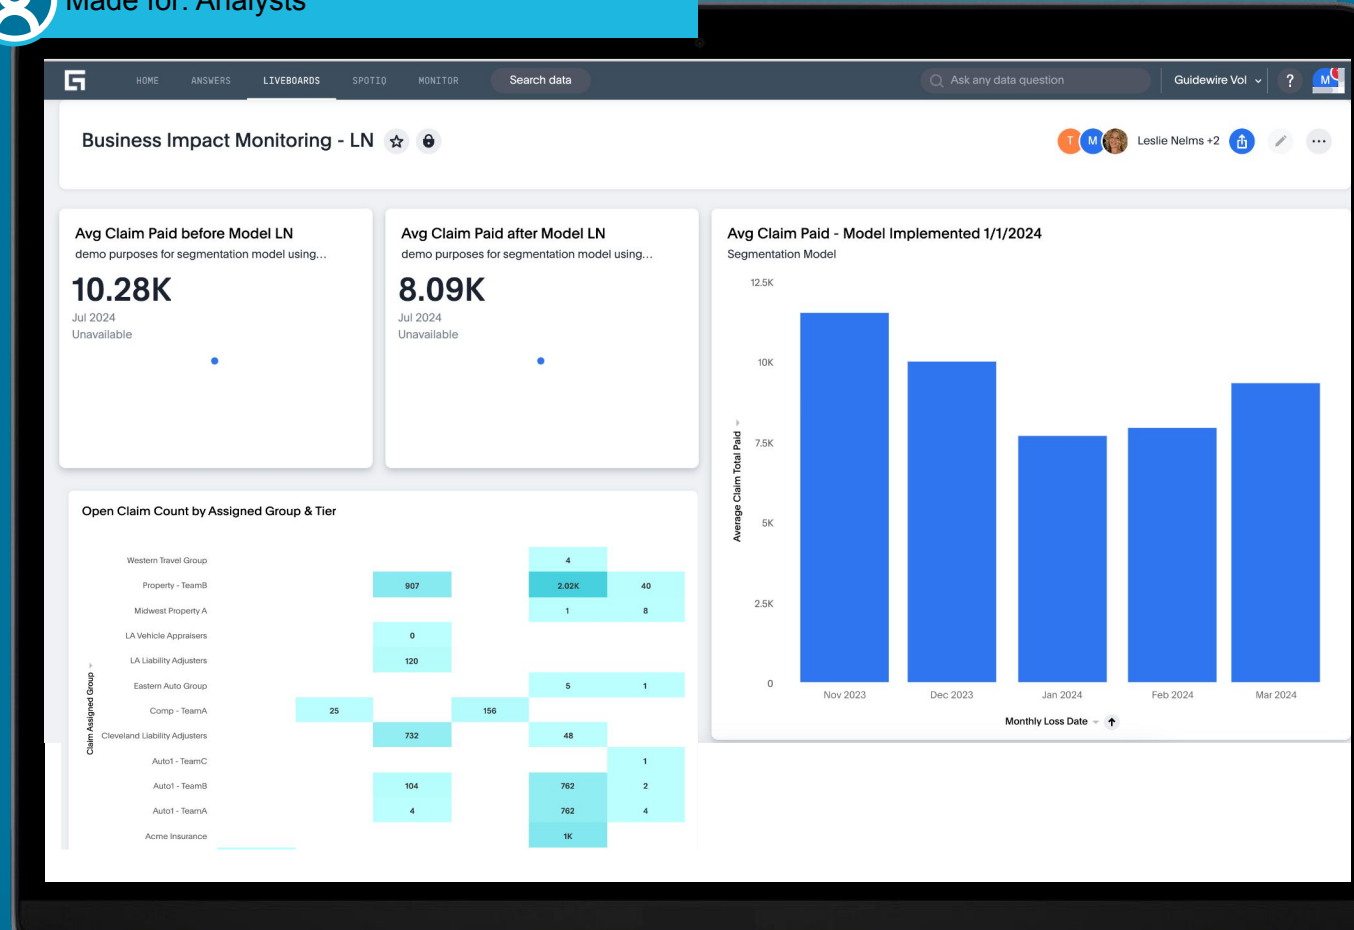 Made for: Analysts
HOME ANSWERS LIVEBOARDS SPOTIQ MONITOR Search data Ask any data question Guidewire Vol ? M
Business Impact Monitoring - LN
T M Leslie Nelms +2
Avg Claim Paid before Model LN
demo purposes for segmentation model using...
10.28K
Jul 2024
Unavailable
Avg Claim Paid after Model LN
demo purposes for segmentation model using...
8.09K
Jul 2024
Unavailable
Avg Claim Paid - Model Implemented 1/1/2024
Segmentation Model
12.5K
10K
7.5K
5K
2.5K
0
Average Claim Total Paid
Nov 2023 Dec 2023 Jan 2024 Feb 2024 Mar 2024
Monthly Loss Date
Open Claim Count by Assigned Group & Tier
Claim Assigned Group
Western Travel Group 4
Property - TeamB 907 2.02K 40
Midwest Property A 1 8
LA Vehicle Appraisers 0
LA Liability Adjusters 120
Eastern Auto Group 5 1
Comp - TeamA 25 156
Cleveland Liability Adjusters 732 48
Auto1 - TeamC 1
Auto1 - TeamB 104 762 2
Auto1 - TeamA 4 762 4
Acme Insurance 1K